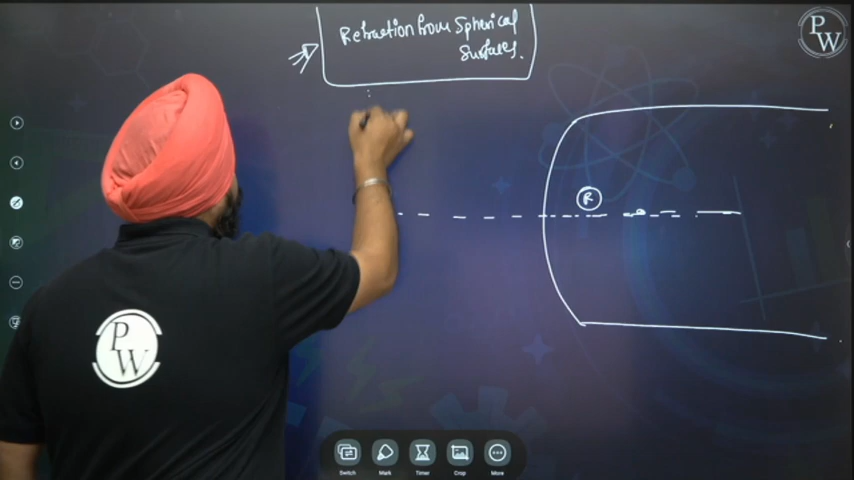 Refraction from Spherical
Surfaces.
PW
R
PW
Switch
Mark
Timer
Crop
More